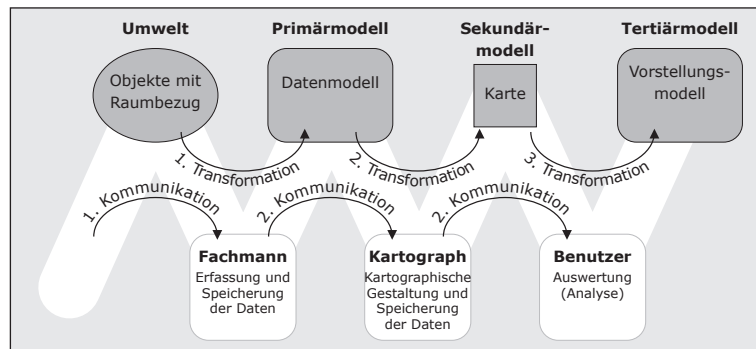 Umwelt
Primärmodell
Sekundär-
modell
Tertiärmodell
Objekte mit
Raumbezug
Datenmodell
Karte
Vorstellungs-
modell
1. Transformation
2. Transformation
3. Transformation
1. Kommunikation
2. Kommunikation
2. Kommunikation
Fachmann
Erfassung und
Speicherung
der Daten
Kartograph
Kartographische
Gestaltung und
Speicherung
der Daten
Benutzer
Auswertung
(Analyse)